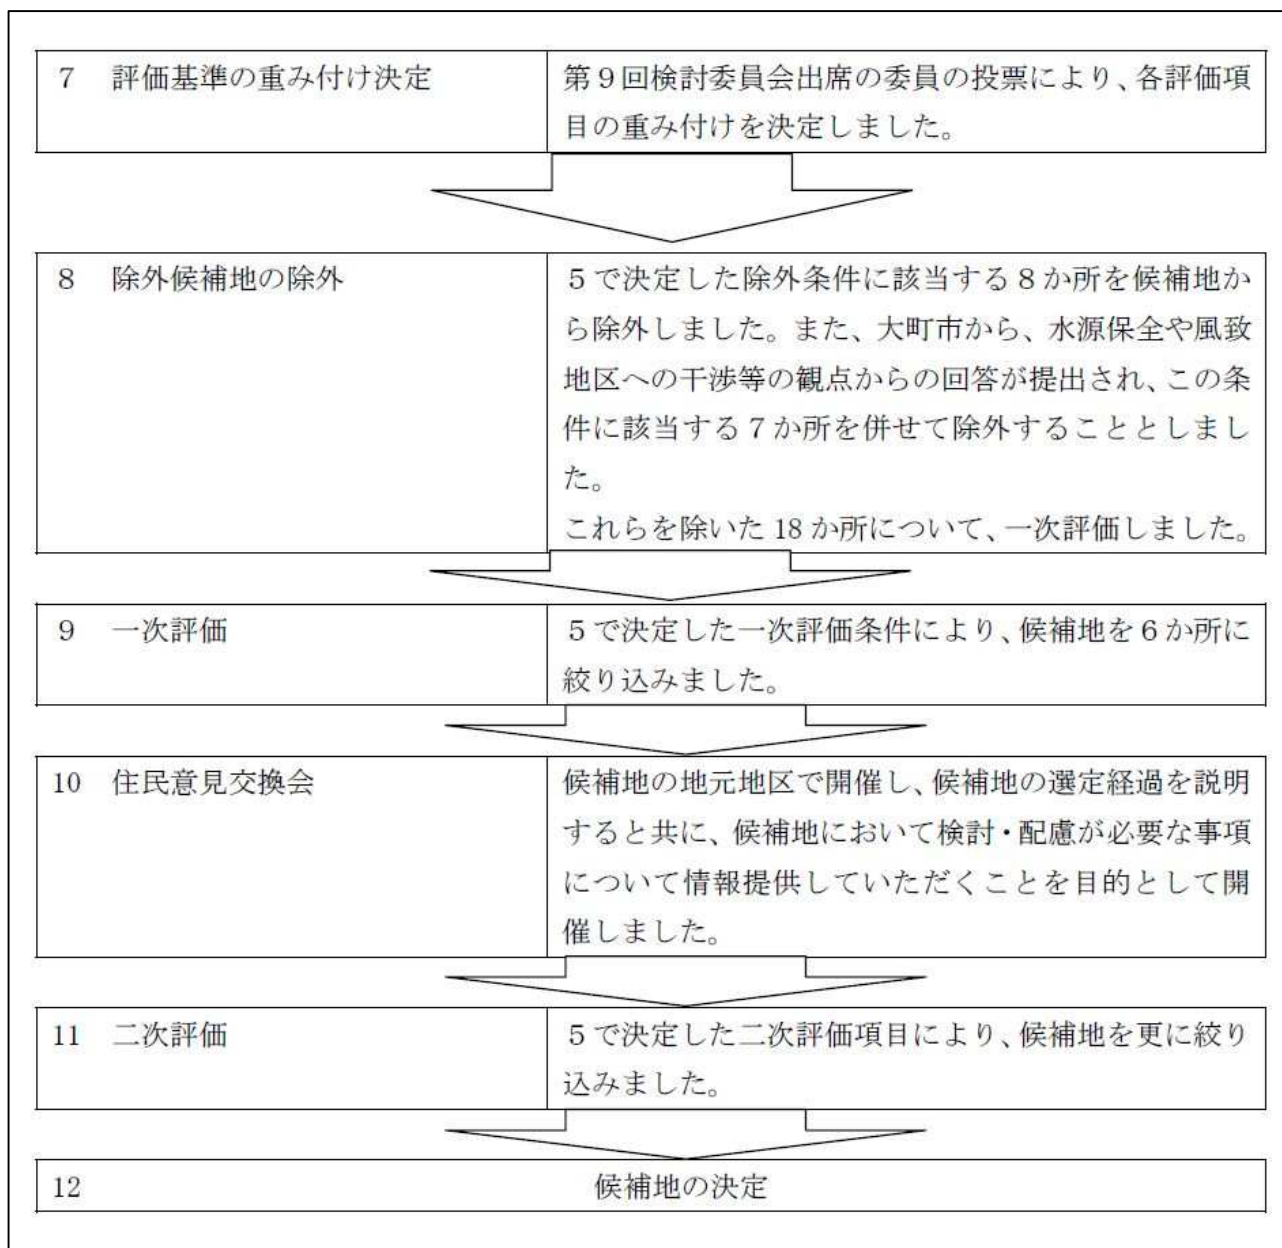 7 評価基準の重み付け決定
第9回検討委員会出席の委員の投票により、各評価項
目の重み付けを決定しました。
8 除外候補地の除外
5で決定した除外条件に該当する8か所を候補地か
ら除外しました。また、大町市から、水源保全や風致
地区への干渉等の観点からの回答が提出され、この条
件に該当する7か所を併せて除外することとしまし
た。
これらを除いた18か所について、一次評価しました。
9 一次評価
5で決定した一次評価条件により、候補地を6か所に
絞り込みました。
10 住民意見交換会
候補地の地元地区で開催し、候補地の選定経過を説明
すると共に、候補地において検討・配慮が必要な事項
について情報提供していただくことを目的として開
催しました。
11 二次評価
5で決定した二次評価項目により、候補地を更に絞り
込みました。
12 候補地の決定